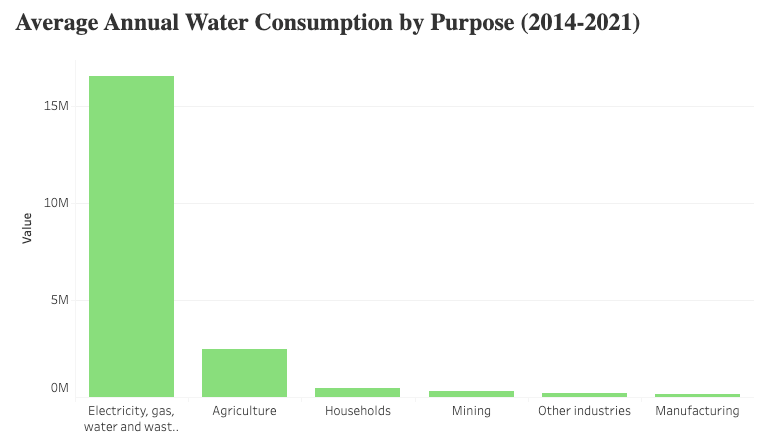 Average Annual Water Consumption by Purpose (2014-2021)
15M
10M
5M
0M
Value
Electricity, gas,
water and wast..
Agriculture
Households
Mining
Other industries
Manufacturing